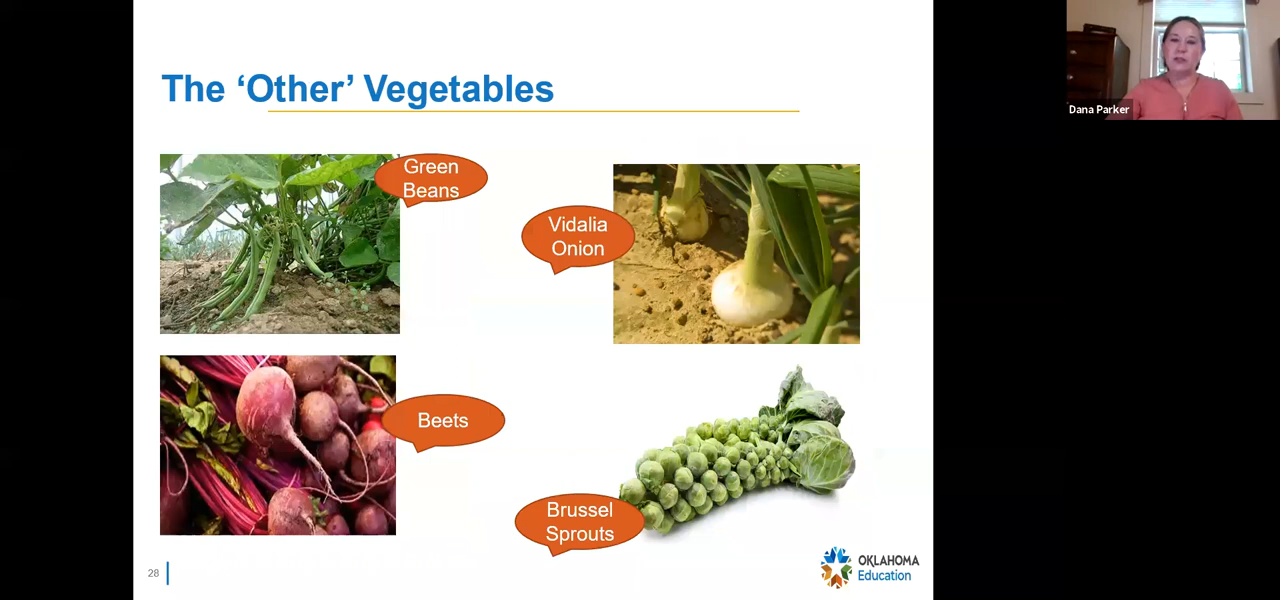 The ‘Other’ Vegetables
Green
Beans
Vidalia
Onion
Beets
Brussel
Sprouts
28
OKLAHOMA
Education
Dana Parker